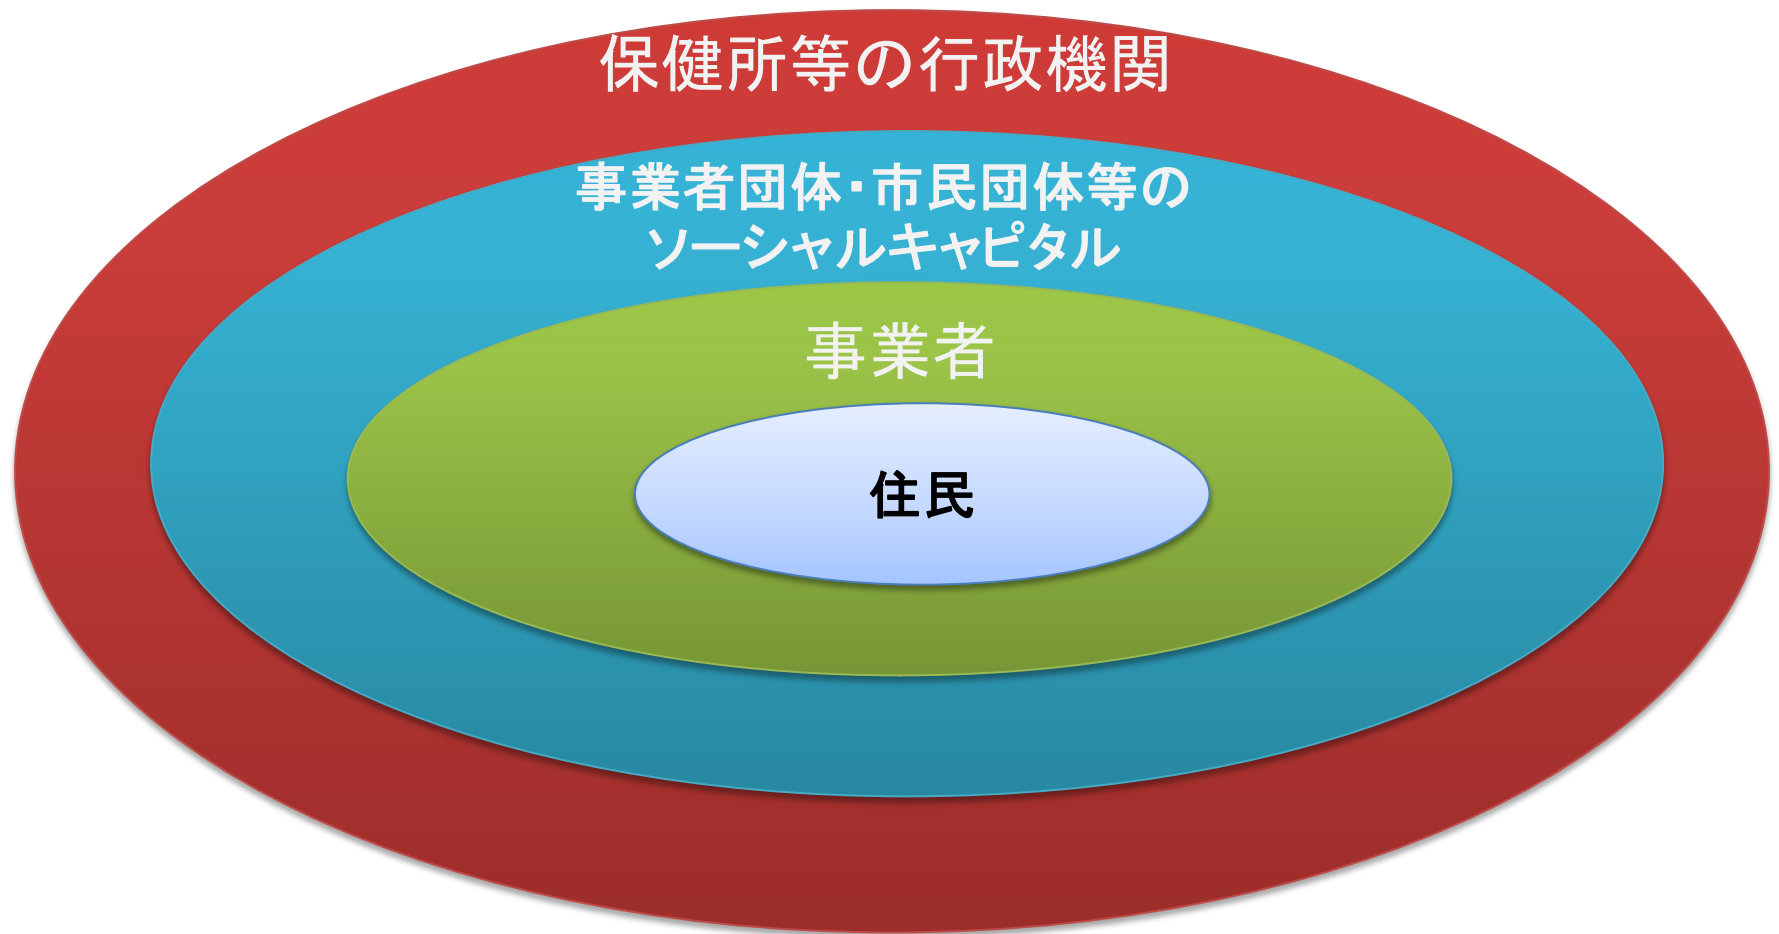 保健所等の行政機関
事業者団体・市民団体等の
ソーシャルキャピタル
事業者
住民